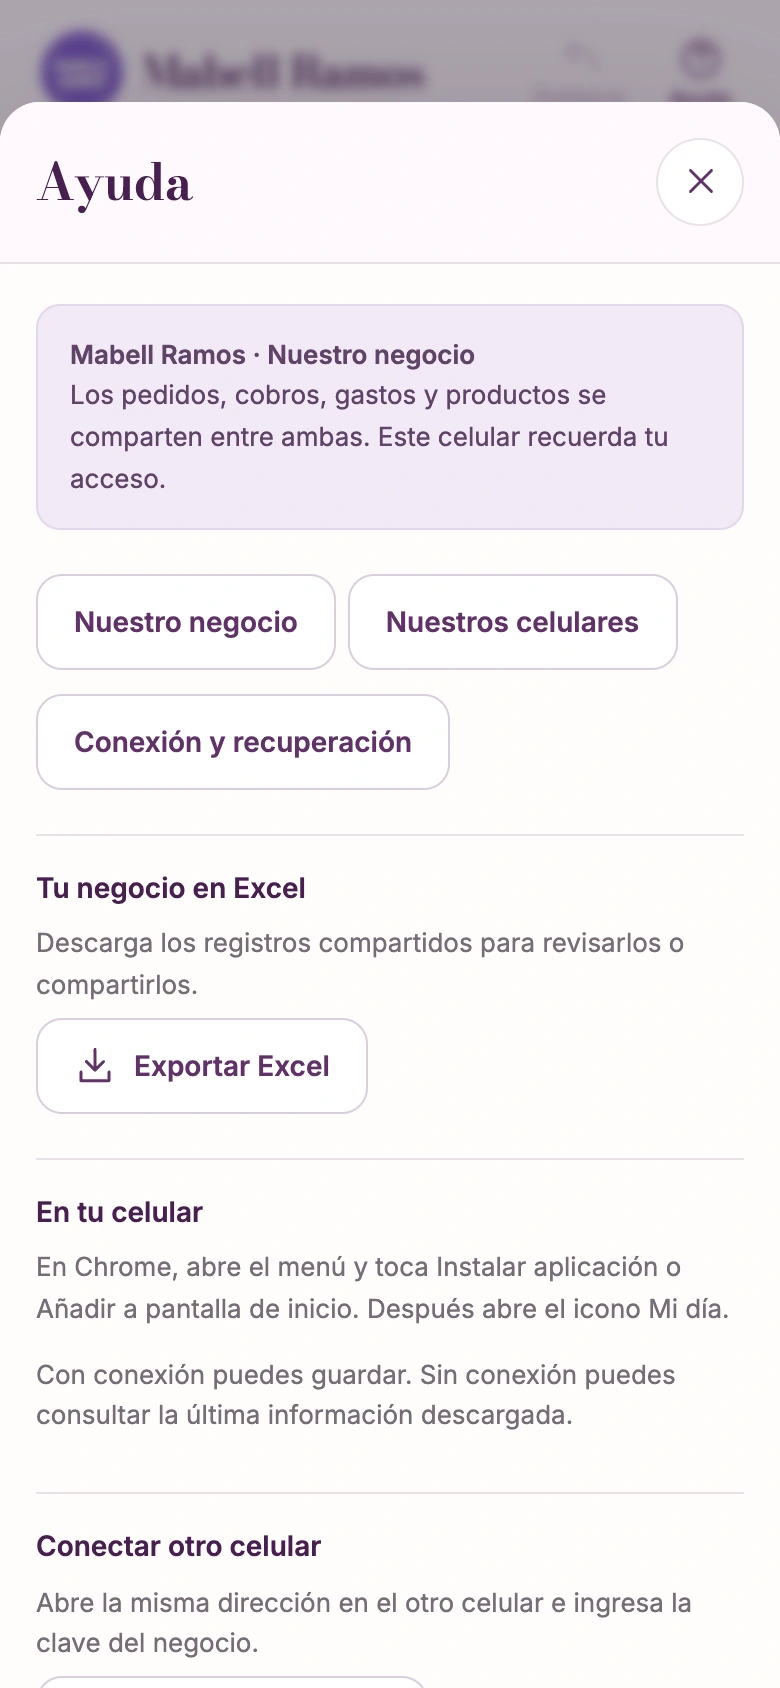 Mabell Ramos
Ayuda
Mabell Ramos · Nuestro negocio
Los pedidos, cobros, gastos y productos se
comparten entre ambas. Este celular recuerda tu
acceso.
Nuestro negocio
Nuestros celulares
Conexión y recuperación
Tu negocio en Excel
Descarga los registros compartidos para revisarlos o
compartirlos.
Exportar Excel
En tu celular
En Chrome, abre el menú y toca Instalar aplicación o
Añadir a pantalla de inicio. Después abre el icono Mi día.
Con conexión puedes guardar. Sin conexión puedes
consultar la última información descargada.
Conectar otro celular
Abre la misma dirección en el otro celular e ingresa la
clave del negocio.